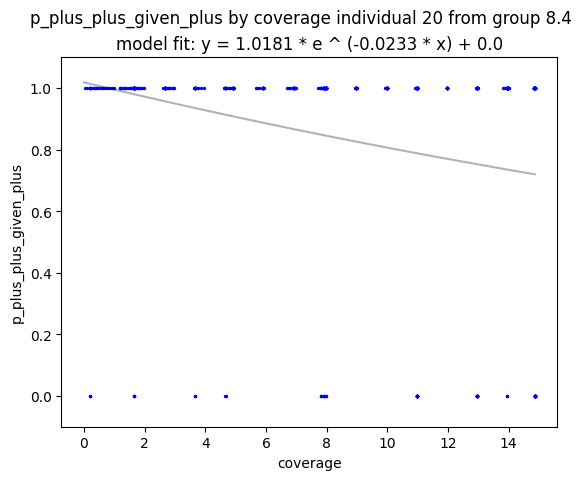 p_plus_plus_given_plus by coverage individual 20 from group 8.4
model fit: y = 1.0181 * e ^ (-0.0233 * x) + 0.0
1.0
0.8
0.6
0.4
0.2
0.0
p_plus_plus_given_plus
0 2 4 6 8 10 12 14
coverage